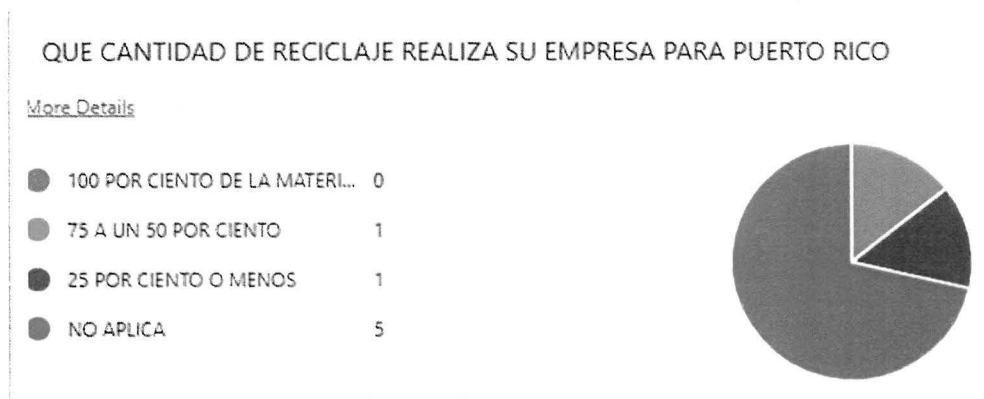 QUE CANTIDAD DE RECICLAJE REALIZA SU EMPRESA PARA PUERTO RICO
More Details
100 POR CIENTO DE LA MATERI... 0
75 A UN 50 POR CIENTO 1
25 POR CIENTO O MENOS 1
NO APLICA 5